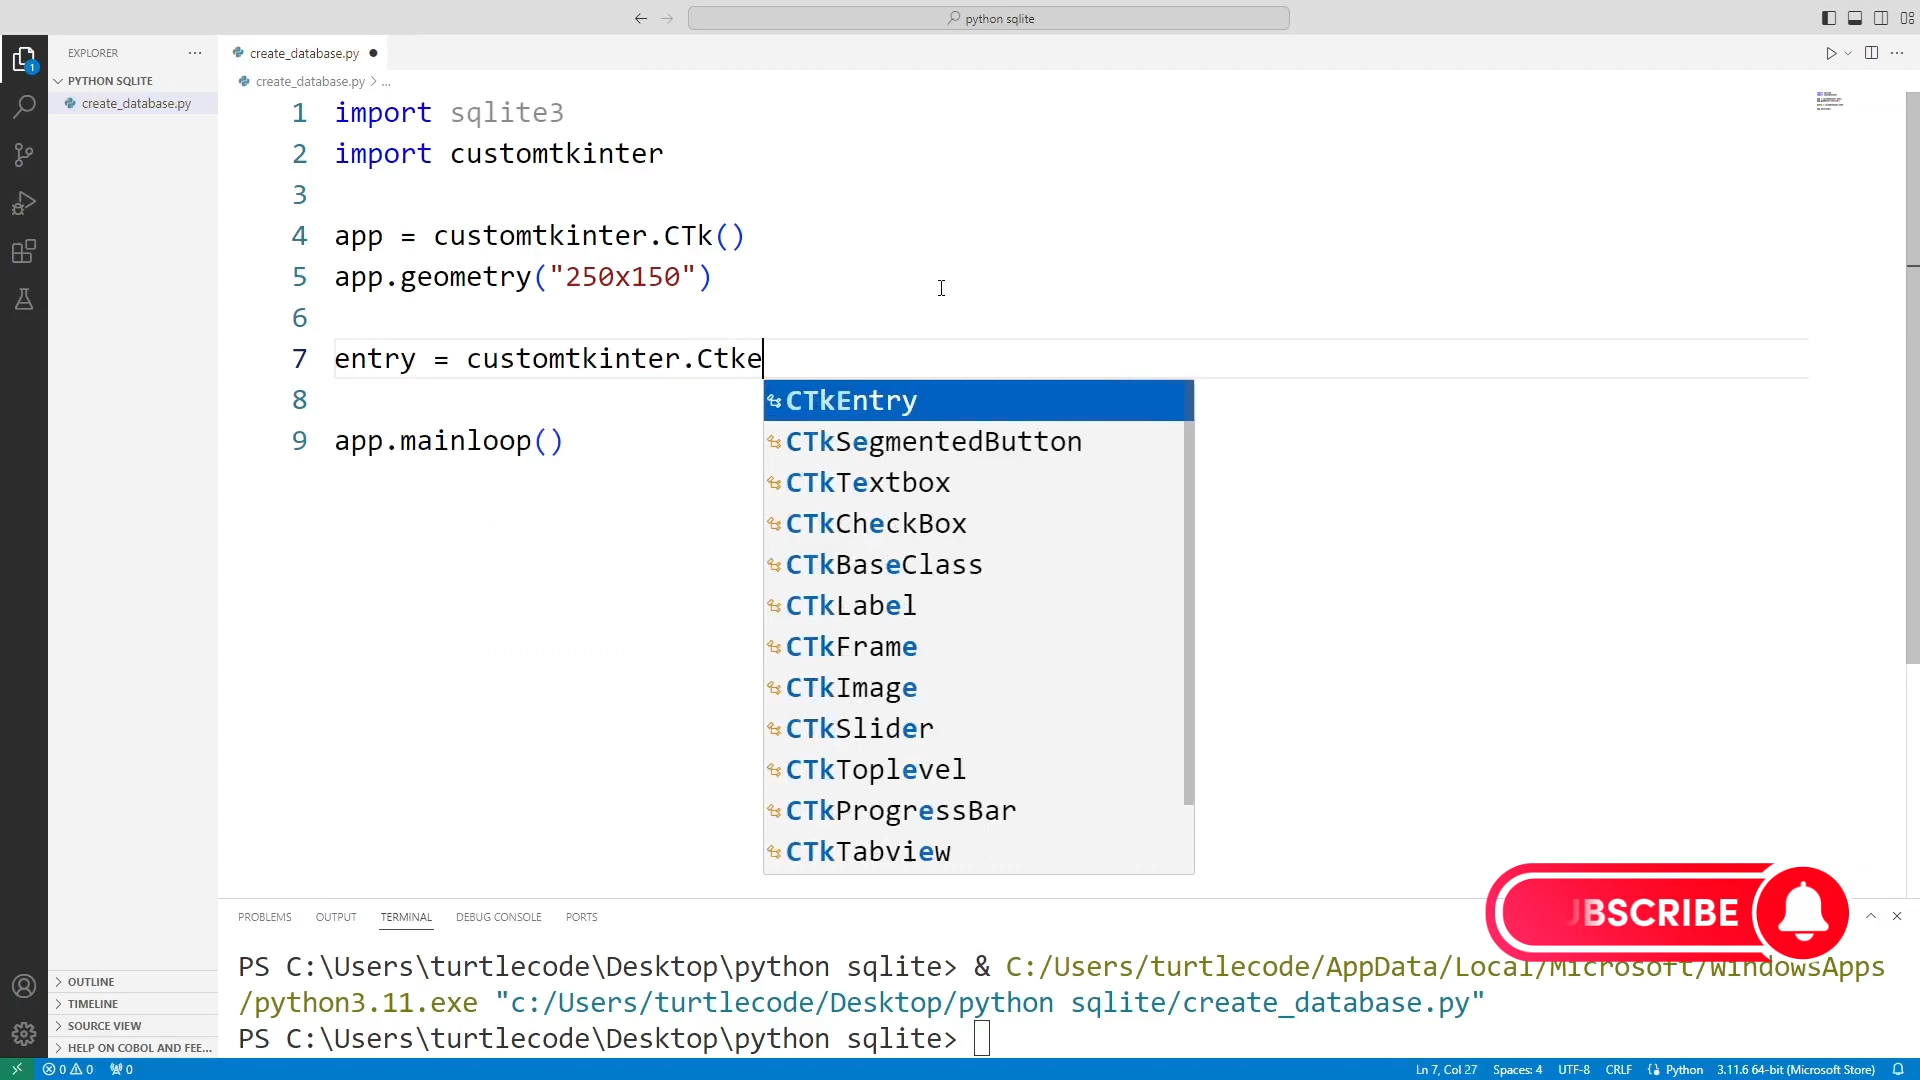 python sqlite
EXPLORER
PYTHON SQLITE
create_database.py
create_database.py
create_database.py > ...
1 import sqlite3
2 import customtkinter
3
4 app = customtkinter.CTk()
5 app.geometry("250x150")
6
7 entry = customtkinter.Ctke
8
9 app.mainloop()
CTkEntry
CTkSegmentedButton
CTkTextbox
CTkCheckBox
CTkBaseClass
CTkLabel
CTkFrame
CTkImage
CTkSlider
CTkToplevel
CTkProgressBar
CTkTabview
PROBLEMS OUTPUT TERMINAL DEBUG CONSOLE PORTS
UBSCRIBE
PS C:\Users\turtlecode\Desktop\python sqlite> & C:/Users/turtlecode/AppData/Local/Microsoft/WindowsApps
/python3.11.exe "c:/Users/turtlecode/Desktop/python sqlite/create_database.py"
PS C:\Users\turtlecode\Desktop\python sqlite>
OUTLINE
TIMELINE
SOURCE VIEW
HELP ON COBOL AND FEE...
1
0 0 0
Ln 7, Col 27 Spaces: 4 UTF-8 CRLF Python 3.11.6 64-bit (Microsoft Store)